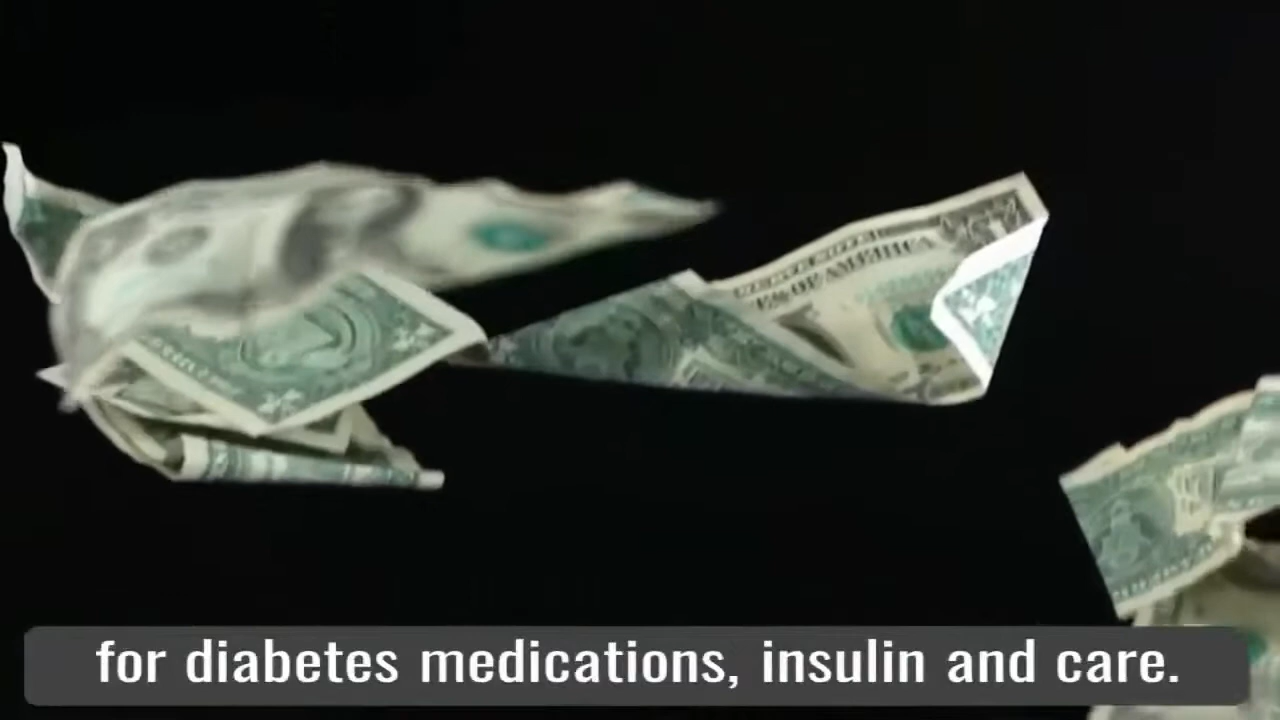 for diabetes medications, insulin and care.